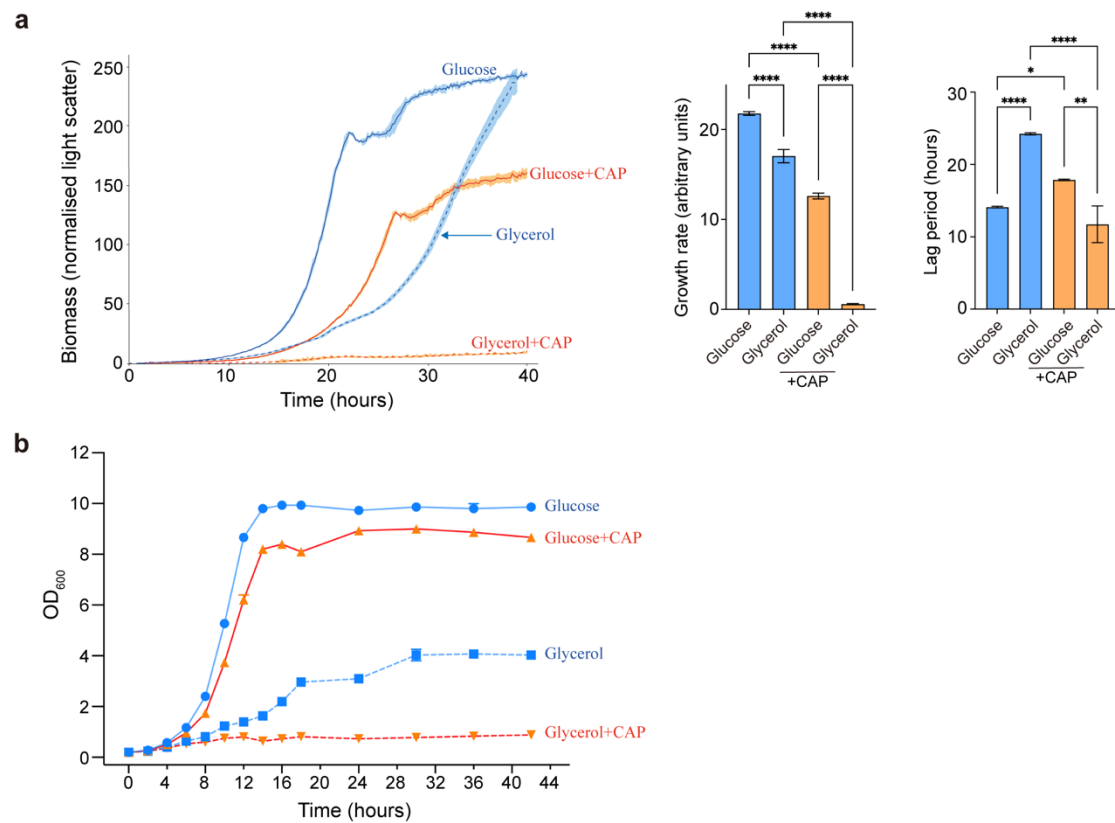 a
Biomass (normalised light scatter)
250
200
150
100
50
0
0 10 20 30 40
Time (hours)
Glucose
Glucose+CAP
Glycerol
Glycerol+CAP
Growth rate (arbitrary units)
20
10
0
****
****
**** ****
Glucose Glycerol Glucose Glycerol
+CAP
Lag period (hours)
30
20
10
0
****
*
**** **
Glucose Glycerol Glucose Glycerol
+CAP
b
OD600
12
10
8
6
4
2
0
0 4 8 12 16 20 24 28 32 36 40 44
Time (hours)
Glucose
Glucose+CAP
Glycerol
Glycerol+CAP